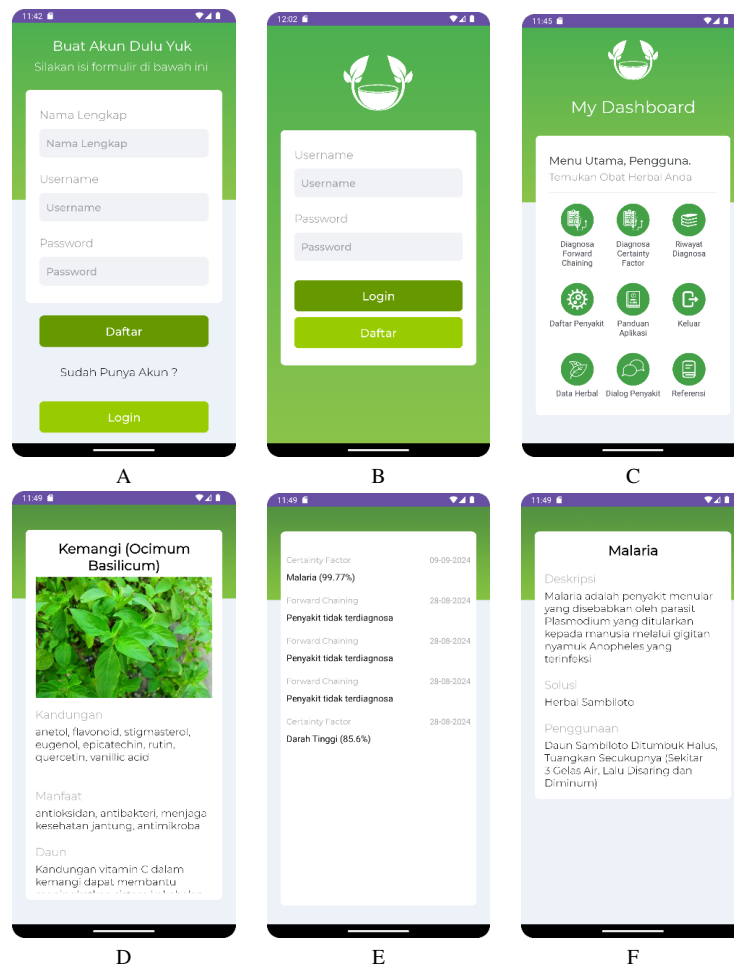 11:42
Buat Akun Dulu Yuk
Silakan isi formulir di bawah ini
Nama Lengkap
Nama Lengkap
Username
Username
Password
Password
Daftar
Sudah Punya Akun ?
Login
A
12:02
Username
Username
Password
Password
Login
Daftar
B
11:45
My Dashboard
Menu Utama, Pengguna.
Temukan Obat Herbal Anda
Diagnosa
Forward
Chaining
Diagnosa
Certainty
Factor
Riwayat
Diagnosa
Daftar Penyakit
Panduan
Aplikasi
Keluar
Data Herbal
Dialog Penyakit
Referensi
C
11:49
Kemangi (Ocimum
Basilicum)
Kandungan
anetol, flavonoid, stigmasterol,
eugenol, epicatechin, rutin,
quercetin, vanillic acid
Manfaat
antioksidan, antibakteri, menjaga
kesehatan jantung, antimikroba
Daun
Kandungan vitamin C dalam
kemangi dapat membantu
D
11:49
Certainty Factor 09-09-2024
Malaria (99.77%)
Forward Chaining 28-08-2024
Penyakit tidak terdiagnosa
Forward Chaining 28-08-2024
Penyakit tidak terdiagnosa
Forward Chaining 28-08-2024
Penyakit tidak terdiagnosa
Certainty Factor 28-08-2024
Darah Tinggi (85.6%)
E
11:49
Malaria
Deskripsi
Malaria adalah penyakit menular
yang disebabkan oleh parasit
Plasmodium yang ditularkan
kepada manusia melalui gigitan
nyamuk Anopheles yang
terinfeksi
Solusi
Herbal Sambiloto
Penggunaan
Daun Sambiloto Ditumbuk Halus,
Tuangkan Secukupnya (Sekitar
3 Gelas Air, Lalu Disaring dan
Diminum)
F